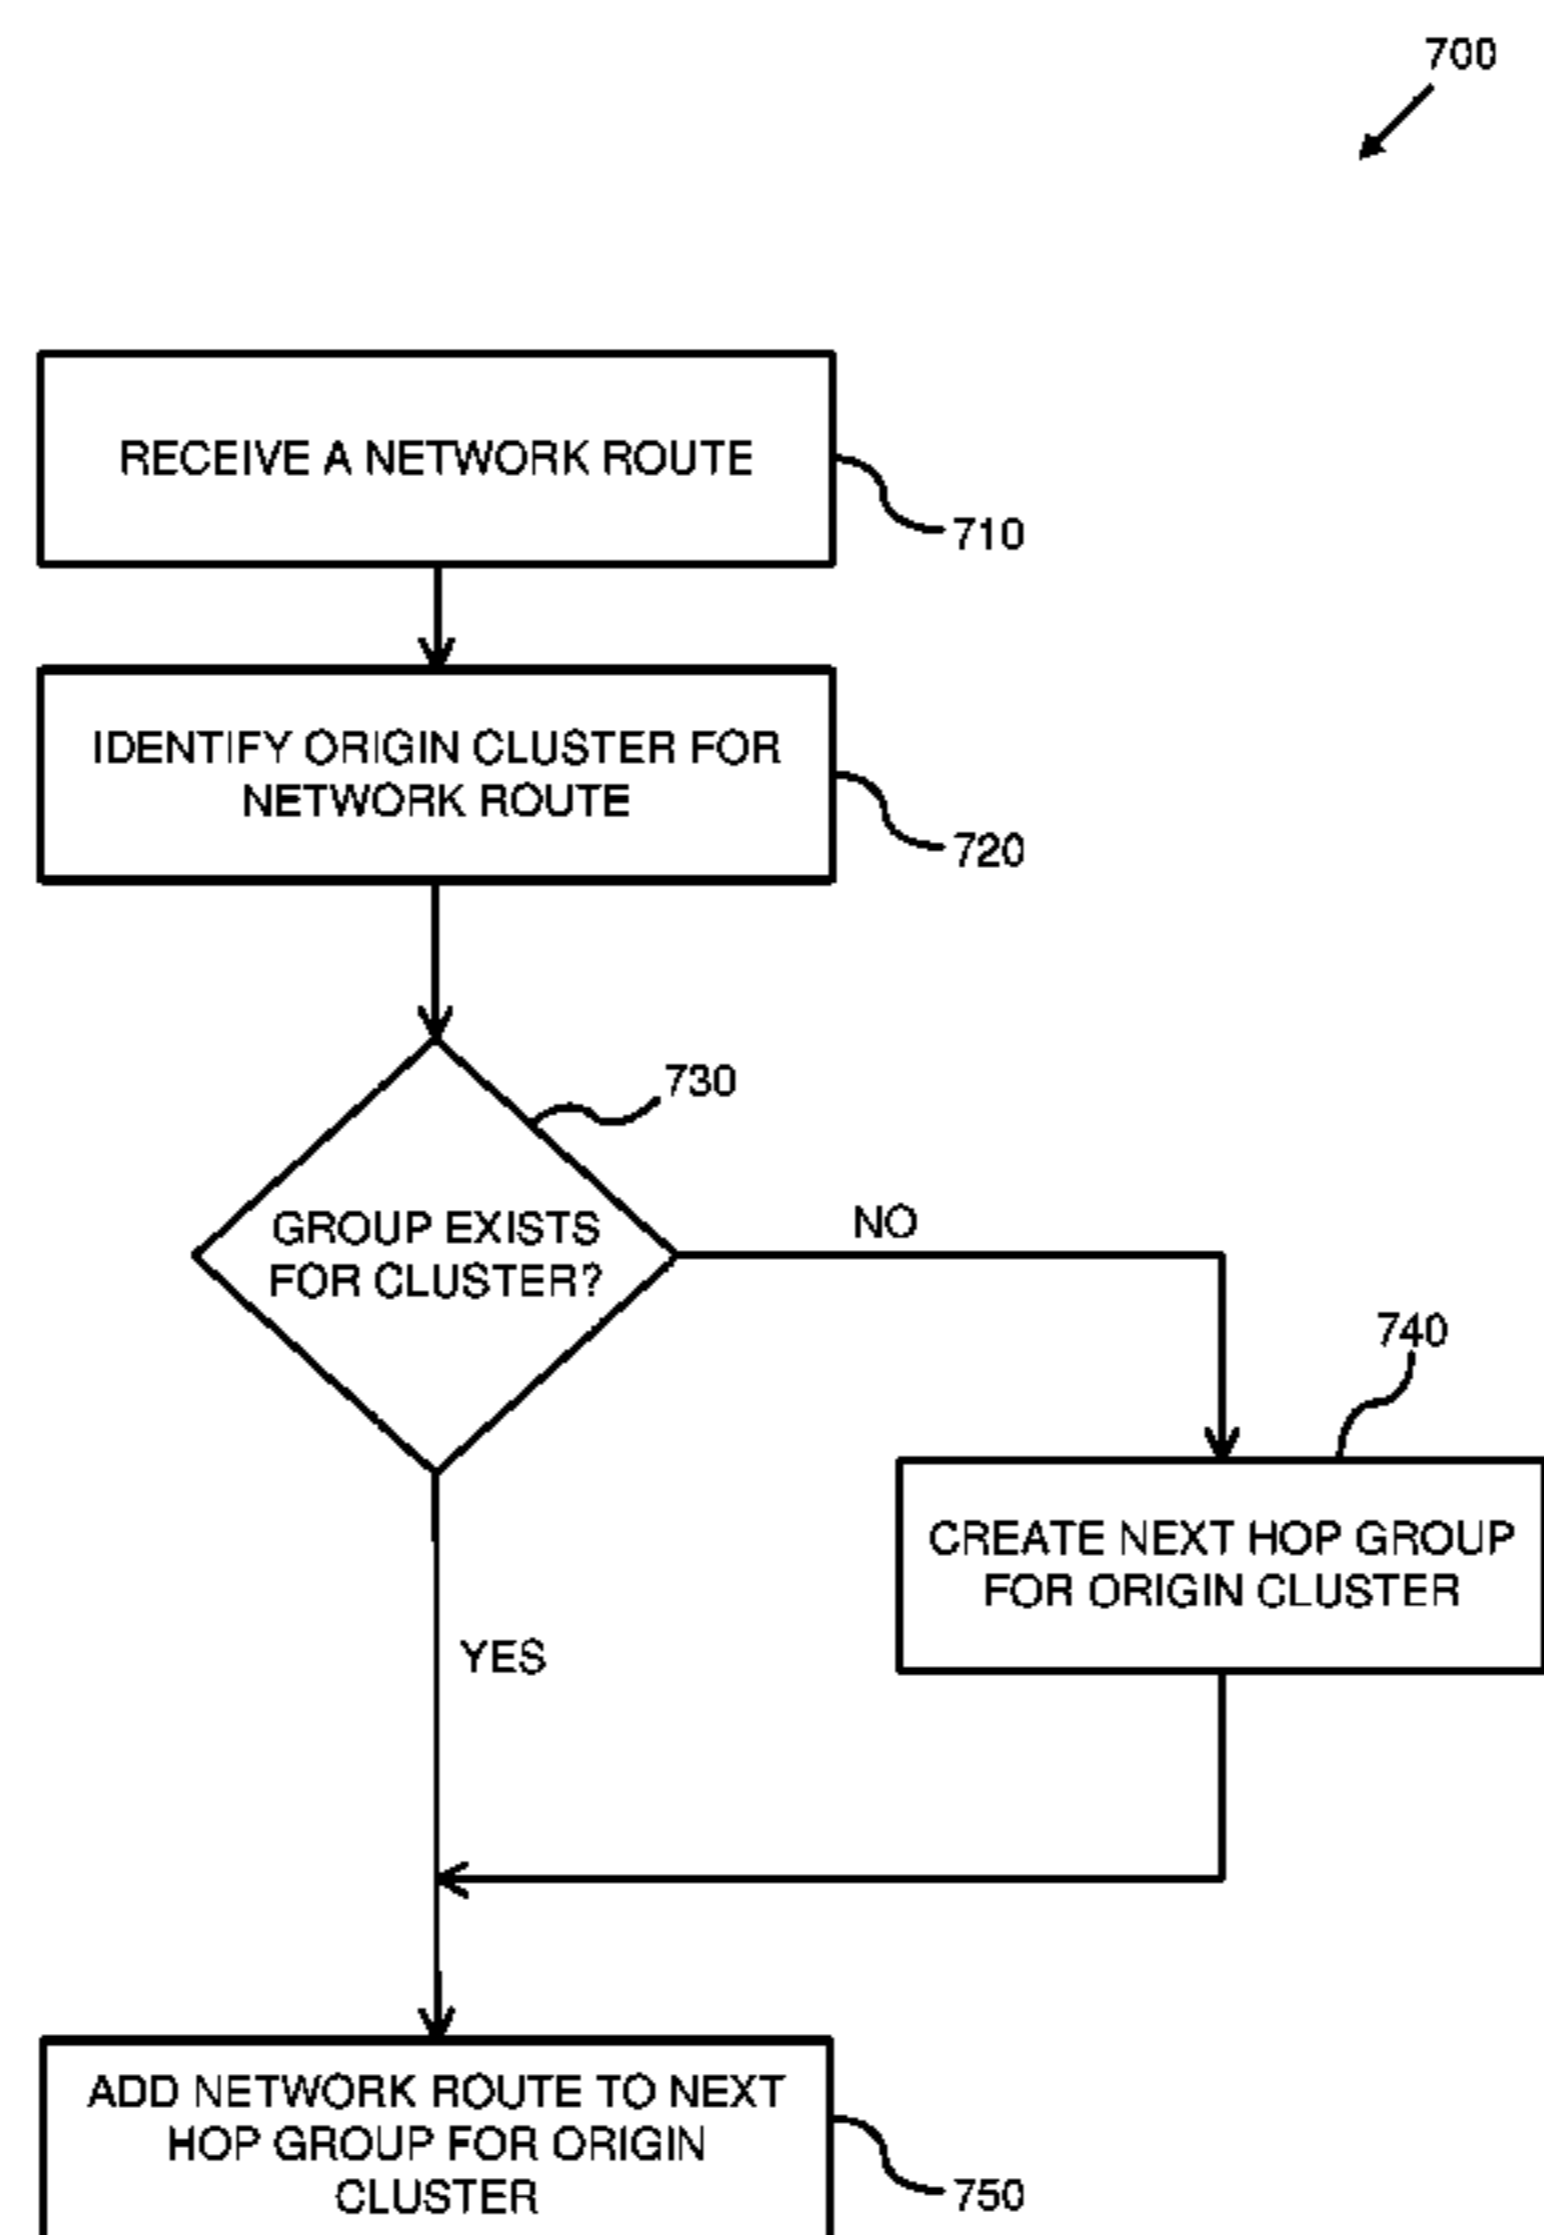 700
RECEIVE A NETWORK ROUTE
710
IDENTIFY ORIGIN CLUSTER FOR
NETWORK ROUTE
720
730
GROUP EXISTS
FOR CLUSTER?
NO
740
CREATE NEXT HOP GROUP
FOR ORIGIN CLUSTER
YES
ADD NETWORK ROUTE TO NEXT
HOP GROUP FOR ORIGIN
CLUSTER
750